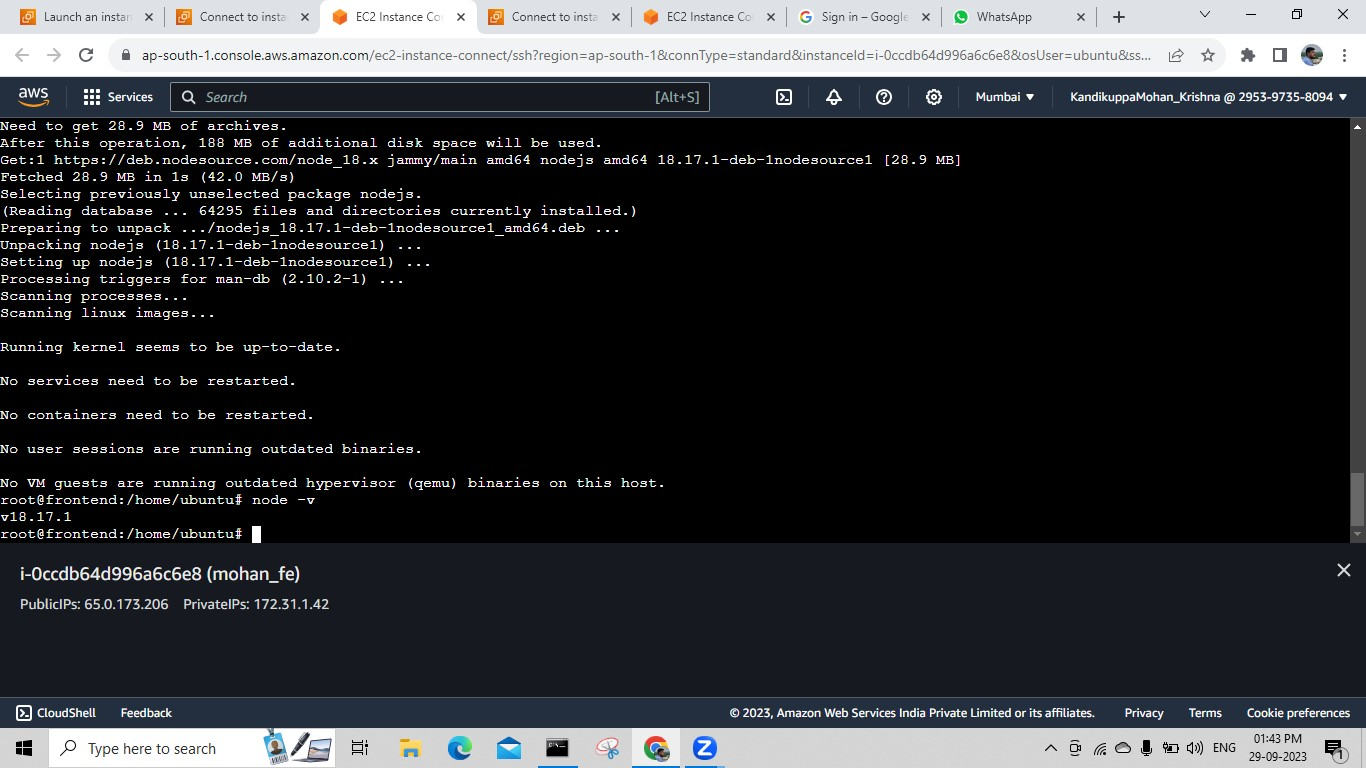 Launch an instan
Connect to insta
EC2 Instance Co
Connect to insta
EC2 Instance Co
Sign in – Google
WhatsApp
ap-south-1.console.aws.amazon.com/ec2-instance-connect/ssh?region=ap-south-1&connType=standard&instanceId=i-0ccdb64d996a6c6e8&osUser=ubuntu&ss...
aws Services Search [Alt+S] Mumbai KandikuppaMohan_Krishna @ 2953-9735-8094
Need to get 28.9 MB of archives.
After this operation, 188 MB of additional disk space will be used.
Get:1 https://deb.nodesource.com/node_18.x jammy/main amd64 nodejs amd64 18.17.1-deb-1nodesource1 [28.9 MB]
Fetched 28.9 MB in 1s (42.0 MB/s)
Selecting previously unselected package nodejs.
(Reading database ... 64295 files and directories currently installed.)
Preparing to unpack .../nodejs_18.17.1-deb-1nodesource1_amd64.deb ...
Unpacking nodejs (18.17.1-deb-1nodesource1) ...
Setting up nodejs (18.17.1-deb-1nodesource1) ...
Processing triggers for man-db (2.10.2-1) ...
Scanning processes...
Scanning linux images...
Running kernel seems to be up-to-date.
No services need to be restarted.
No containers need to be restarted.
No user sessions are running outdated binaries.
No VM guests are running outdated hypervisor (qemu) binaries on this host.
root@frontend:/home/ubuntu# node -v
v18.17.1
root@frontend:/home/ubuntu#
i-0ccdb64d996a6c6e8 (mohan_fe)
PublicIPs: 65.0.173.206 PrivateIPs: 172.31.1.42
CloudShell Feedback © 2023, Amazon Web Services India Private Limited or its affiliates. Privacy Terms Cookie preferences
Type here to search ENG 01:43 PM
29-09-2023 1